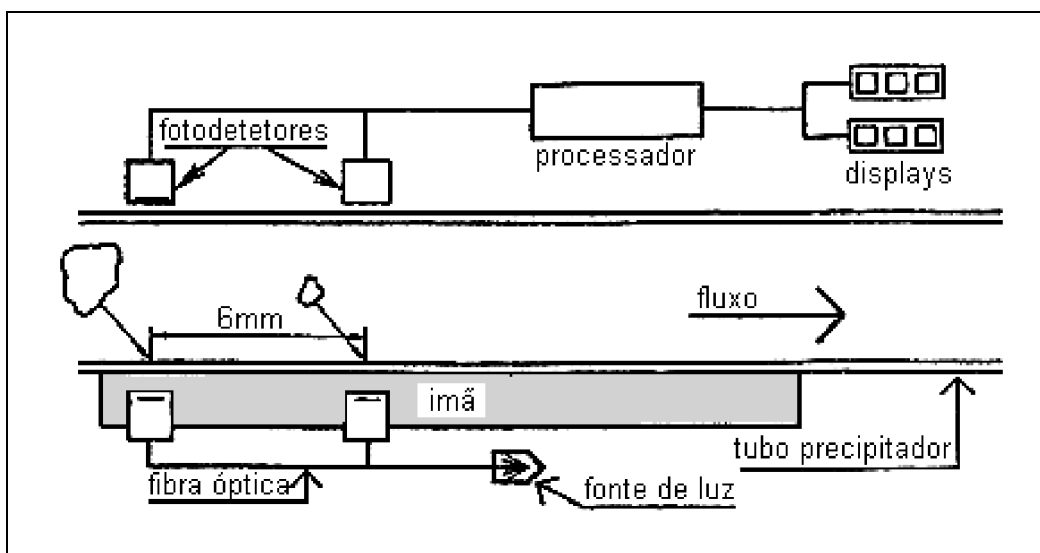 fotodetetores
processador
displays
6mm
fluxo
imã
tubo precipitador
fibra óptica
fonte de luz